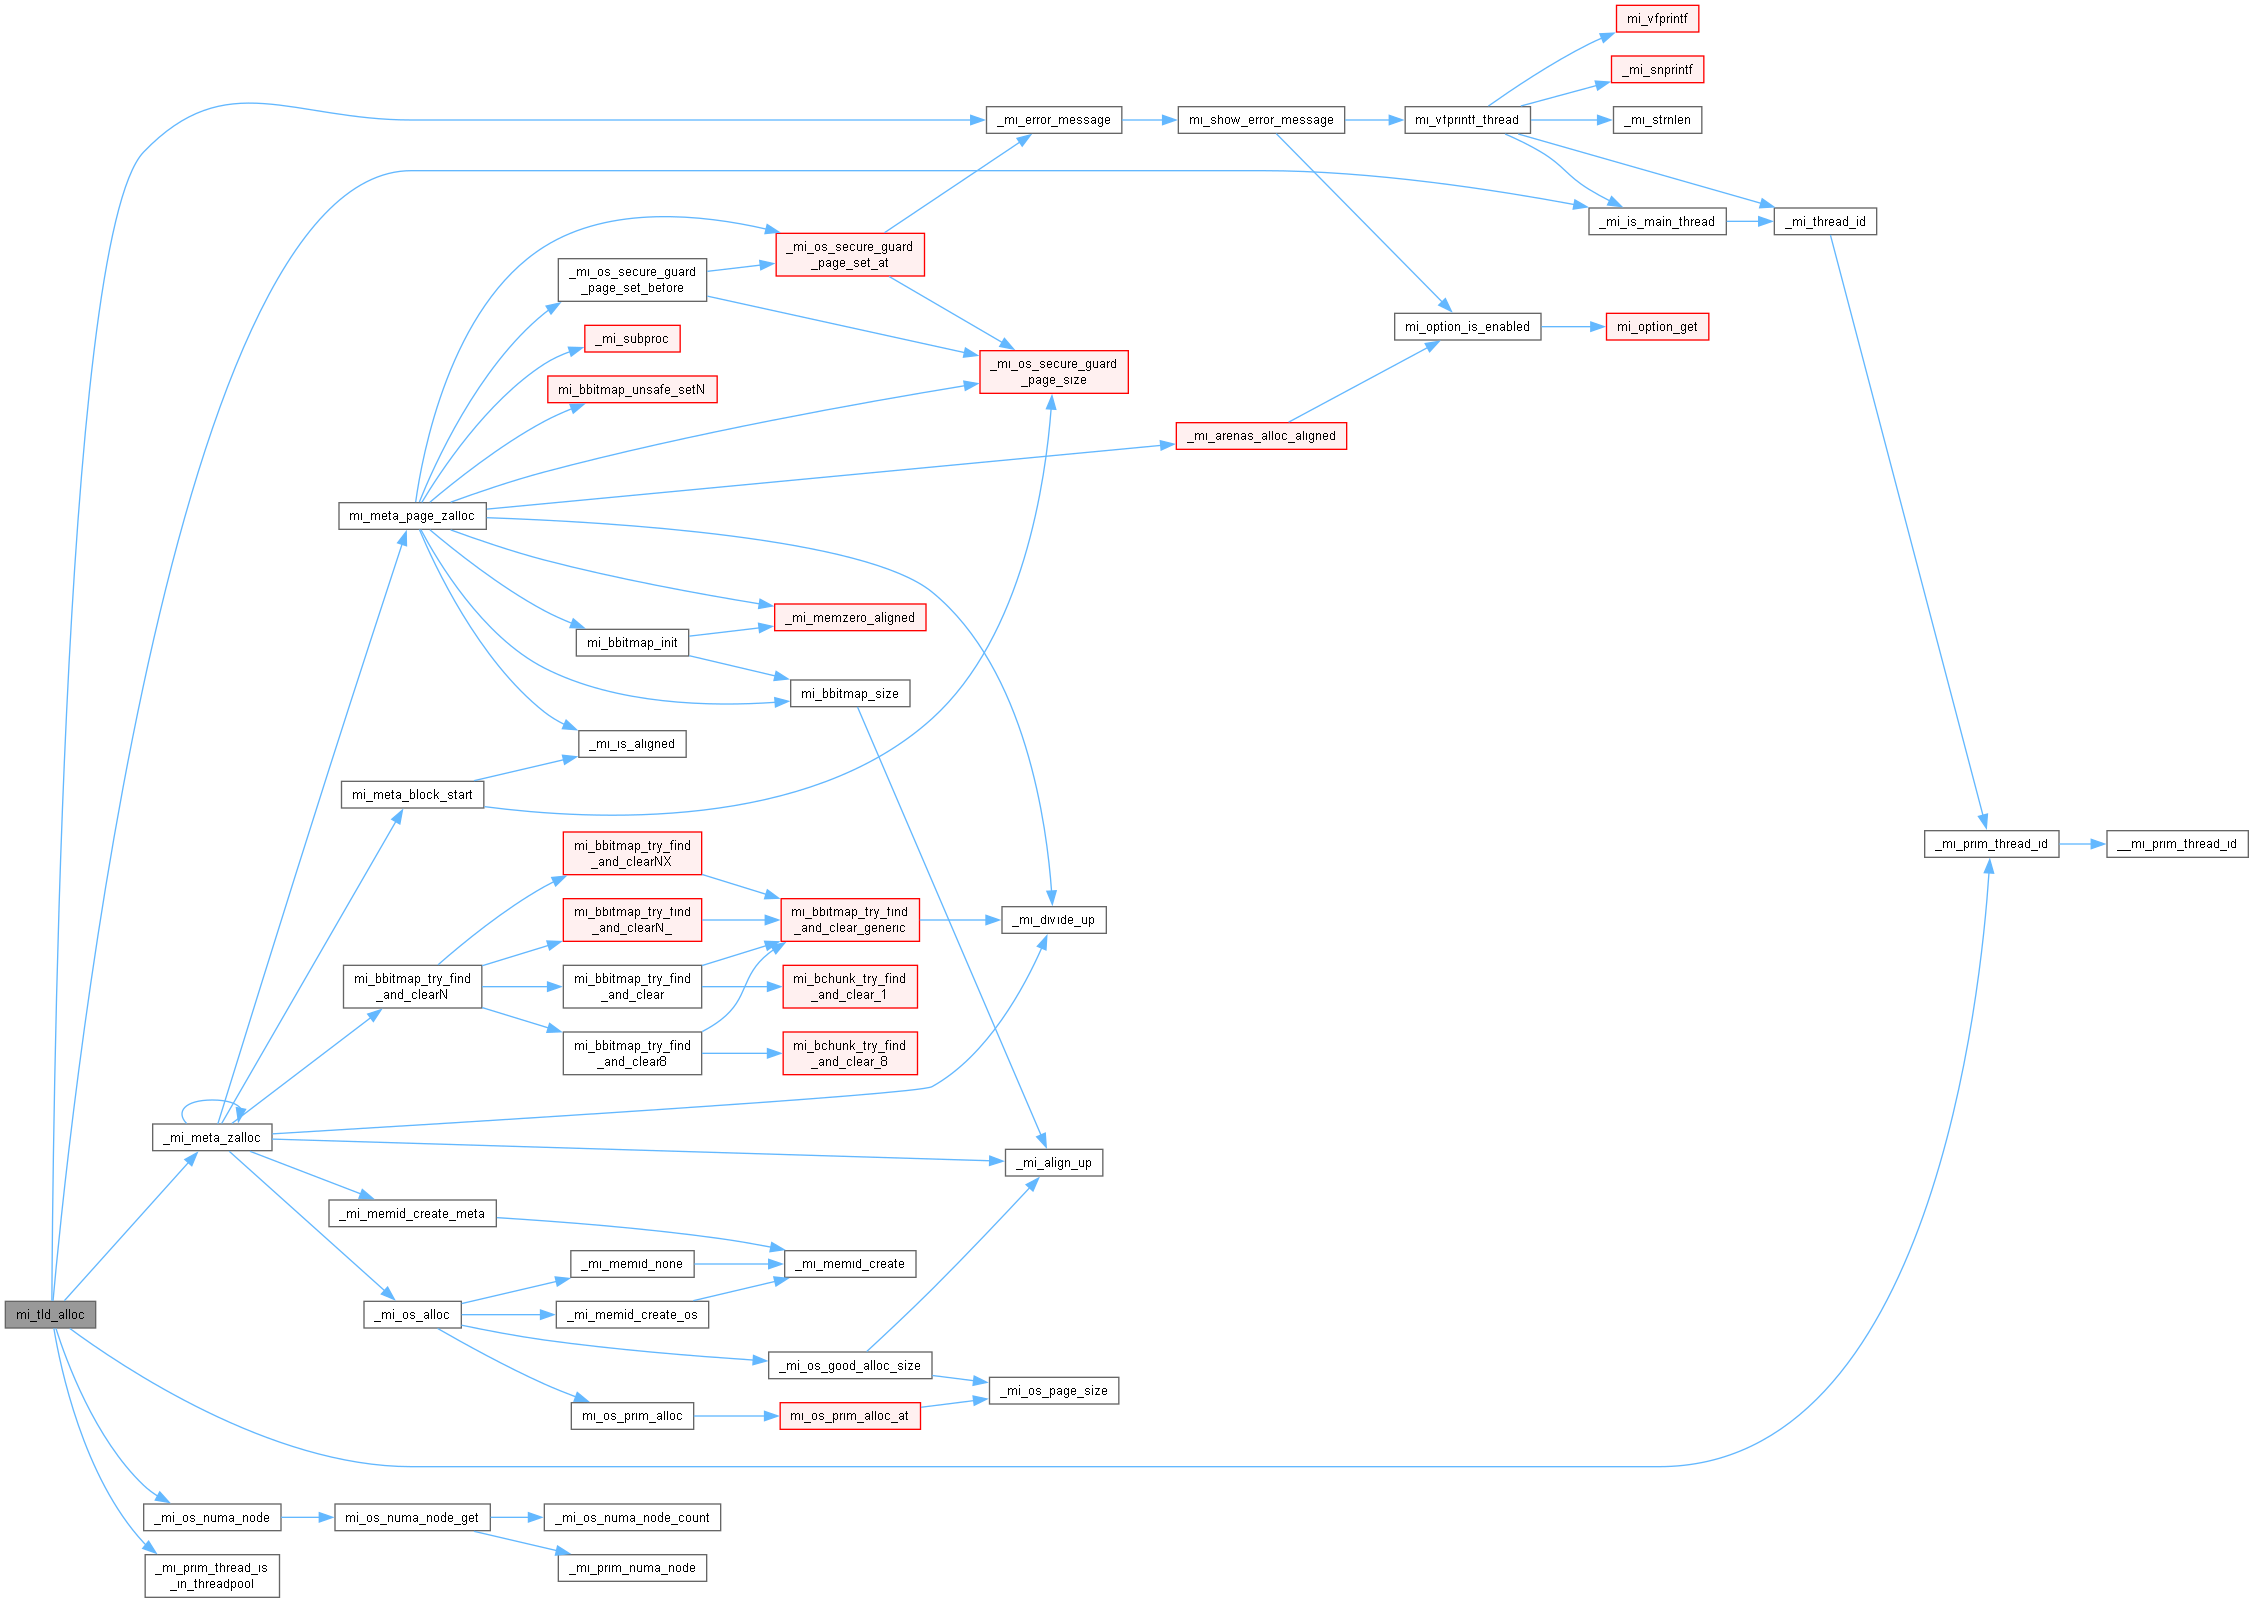 mi_vfprintf
_mi_snprintf
_mi_error_message
mi_show_error_message
mi_vfprintf_thread
_mi_strnlen
_mi_is_main_thread
_mi_thread_id
_mi_os_secure_guard
_page_set_at
_mi_os_secure_guard
_page_set_before
mi_option_is_enabled
mi_option_get
_mi_subproc
_mi_os_secure_guard
_page_size
mi_bbitmap_unsafe_setN
_mi_arenas_alloc_aligned
mi_meta_page_zalloc
_mi_memzero_aligned
mi_bbitmap_init
mi_bbitmap_size
_mi_is_aligned
mi_meta_block_start
mi_bbitmap_try_find
_and_clearNX
_mi_prim_thread_id
__mi_prim_thread_id
mi_bbitmap_try_find
_and_clearN_
mi_bbitmap_try_find
_and_clear_generic
_mi_divide_up
mi_bbitmap_try_find
_and_clearN
mi_bbitmap_try_find
_and_clear
mi_bchunk_try_find
_and_clear_1
mi_bbitmap_try_find
_and_clear8
mi_bchunk_try_find
_and_clear_8
_mi_meta_zalloc
_mi_align_up
_mi_memid_create_meta
_mi_memid_none
_mi_memid_create
mi_tld_alloc
_mi_os_alloc
_mi_memid_create_os
_mi_os_good_alloc_size
_mi_os_page_size
mi_os_prim_alloc
mi_os_prim_alloc_at
_mi_os_numa_node
mi_os_numa_node_get
_mi_os_numa_node_count
_mi_prim_thread_is
_in_threadpool
_mi_prim_numa_node